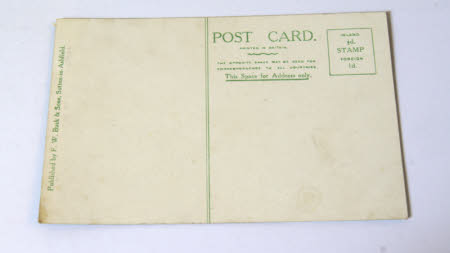 Published by F. W. Buck & Sons, Sutton-in-Ashfield.
POST CARD.
PRINTED IN BRITAIN.
THE OPPOSITE SPACE MAY BE USED FOR
CORRESPONDENCE TO ALL COUNTRIES.
This Space for Address only.
INLAND
½d.
STAMP
FOREIGN
1d.